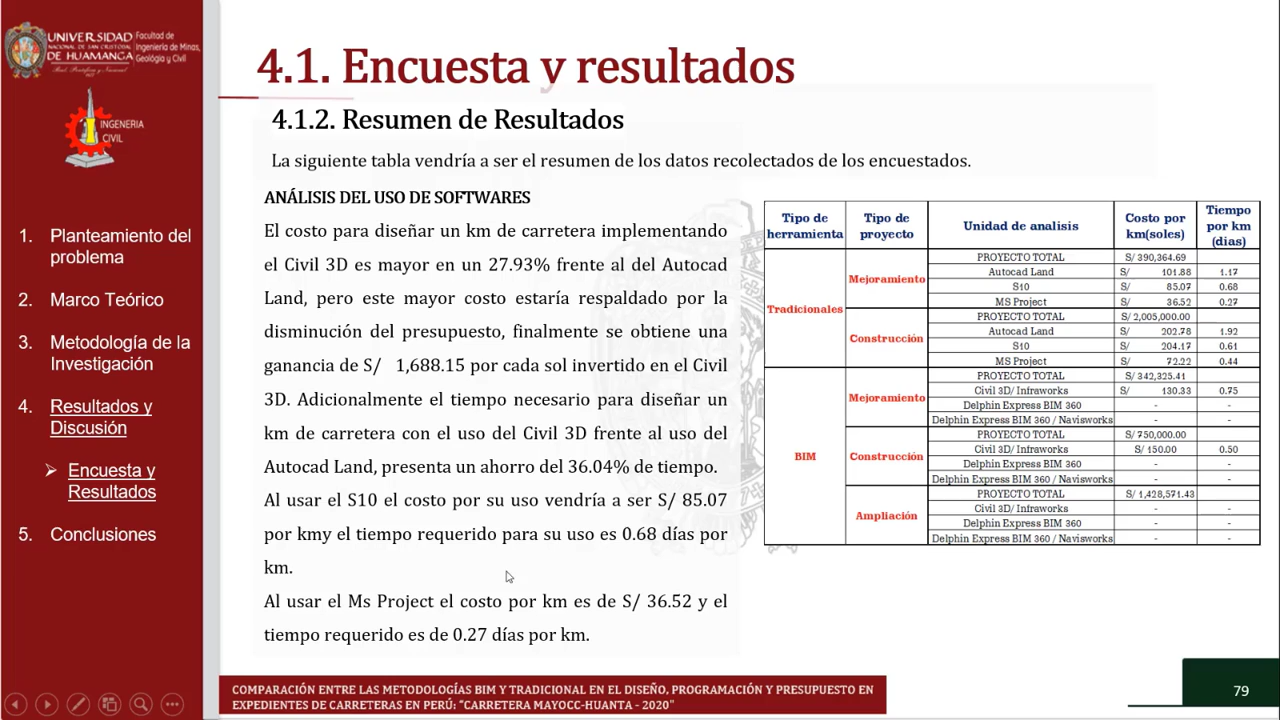 UNIVERSIDAD
NACIONAL DE SAN CRISTOBAL
DE HUAMANGA
Facultad de
Ingeniería de Minas,
Geológia y Civil
INGENERIA
CIVIL
1. Planteamiento del
problema
2. Marco Teórico
3. Metodología de la
Investigación
4. Resultados y
Discusión
Encuesta y
Resultados
5. Conclusiones
4.1. Encuesta y resultados
4.1.2. Resumen de Resultados
La siguiente tabla vendría a ser el resumen de los datos recolectados de los encuestados.
ANÁLISIS DEL USO DE SOFTWARES
El costo para diseñar un km de carretera implementando
el Civil 3D es mayor en un 27.93% frente al del Autocad
Land, pero este mayor costo estaría respaldado por la
disminución del presupuesto, finalmente se obtiene una
ganancia de S/ 1,688.15 por cada sol invertido en el Civil
3D. Adicionalmente el tiempo necesario para diseñar un
km de carretera con el uso del Civil 3D frente al uso del
Autocad Land, presenta un ahorro del 36.04% de tiempo.
Al usar el S10 el costo por su uso vendría a ser S/ 85.07
por kmy el tiempo requerido para su uso es 0.68 días por
km.
Al usar el Ms Project el costo por km es de S/ 36.52 y el
tiempo requerido es de 0.27 días por km.
Tipo de herramienta Tipo de proyecto Unidad de analisis Costo por km(soles) Tiempo por km (dias)
Tradicionales Mejoramiento PROYECTO TOTAL S/ 390,364.69
Autocad Land S/ 101.88 1.17
S10 S/ 85.07 0.68
MS Project S/ 36.52 0.27
Construcción PROYECTO TOTAL S/ 2,005,000.00
Autocad Land S/ 202.78 1.92
S10 S/ 204.17 0.61
MS Project S/ 72.22 0.44
BIM Mejoramiento PROYECTO TOTAL S/ 342,325.41
Civil 3D/ Infraworks S/ 130.33 0.75
Delphin Express BIM 360 - -
Delphin Express BIM 360 / Navisworks - -
Construcción PROYECTO TOTAL S/ 750,000.00
Civil 3D/ Infraworks S/ 150.00 0.50
Delphin Express BIM 360 - -
Delphin Express BIM 360 / Navisworks - -
Ampliación PROYECTO TOTAL S/ 1,428,571.43
Civil 3D/ Infraworks - -
Delphin Express BIM 360 - -
Delphin Express BIM 360 / Navisworks - -
COMPARACIÓN ENTRE LAS METODOLOGÍAS BIM Y TRADICIONAL EN EL DISEÑO, PROGRAMACIÓN Y PRESUPUESTO EN
EXPEDIENTES DE CARRETERAS EN PERÚ: "CARRETERA MAYOCC-HUANTA - 2020"
79